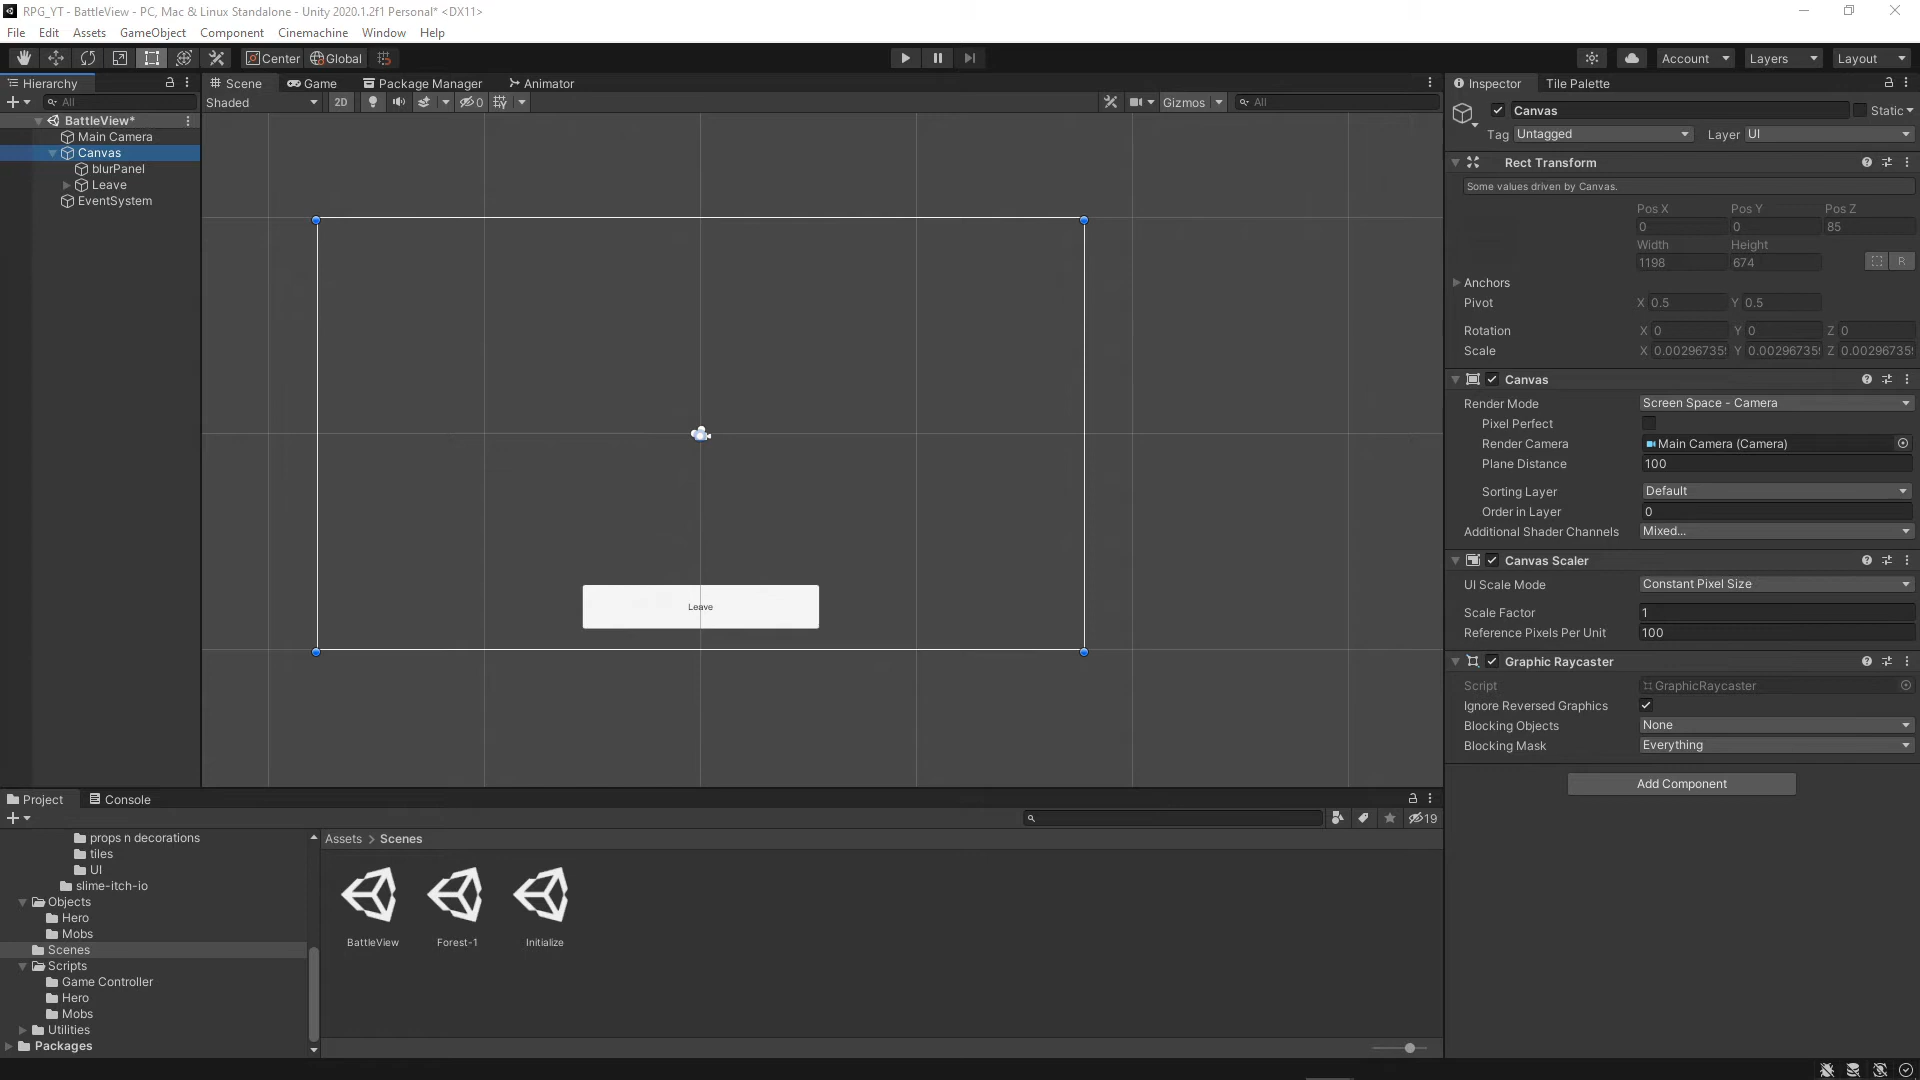 RPG_YT - BattleView - PC, Mac & Linux Standalone - Unity 2020.1.2f1 Personal* <DX11>
File Edit Assets GameObject Component Cinemachine Window Help
Center Global Account Layers Layout
Hierarchy
All
BattleView*
Main Camera
Canvas
blurPanel
Leave
EventSystem
Scene Game Package Manager Animator
Shaded 2D 0 Gizmos All
Leave
Inspector Tile Palette
Canvas Static
Tag Untagged Layer UI
Rect Transform
Some values driven by Canvas.
Pos X Pos Y Pos Z
0 0 85
Width Height
1198 674 R
Anchors
Pivot X 0.5 Y 0.5
Rotation X 0 Y 0 Z 0
Scale X 0.002967359 Y 0.002967359 Z 0.002967359
Canvas
Render Mode Screen Space - Camera
Pixel Perfect
Render Camera Main Camera (Camera)
Plane Distance 100
Sorting Layer Default
Order in Layer 0
Additional Shader Channels Mixed...
Canvas Scaler
UI Scale Mode Constant Pixel Size
Scale Factor 1
Reference Pixels Per Unit 100
Graphic Raycaster
Script GraphicRaycaster
Ignore Reversed Graphics
Blocking Objects None
Blocking Mask Everything
Add Component
Project Console
19
props n decorations
tiles
UI
slime-itch-io
Objects
Hero
Mobs
Scenes
Scripts
Game Controller
Hero
Mobs
Utilities
Packages
Assets > Scenes
BattleView Forest-1 Initialize